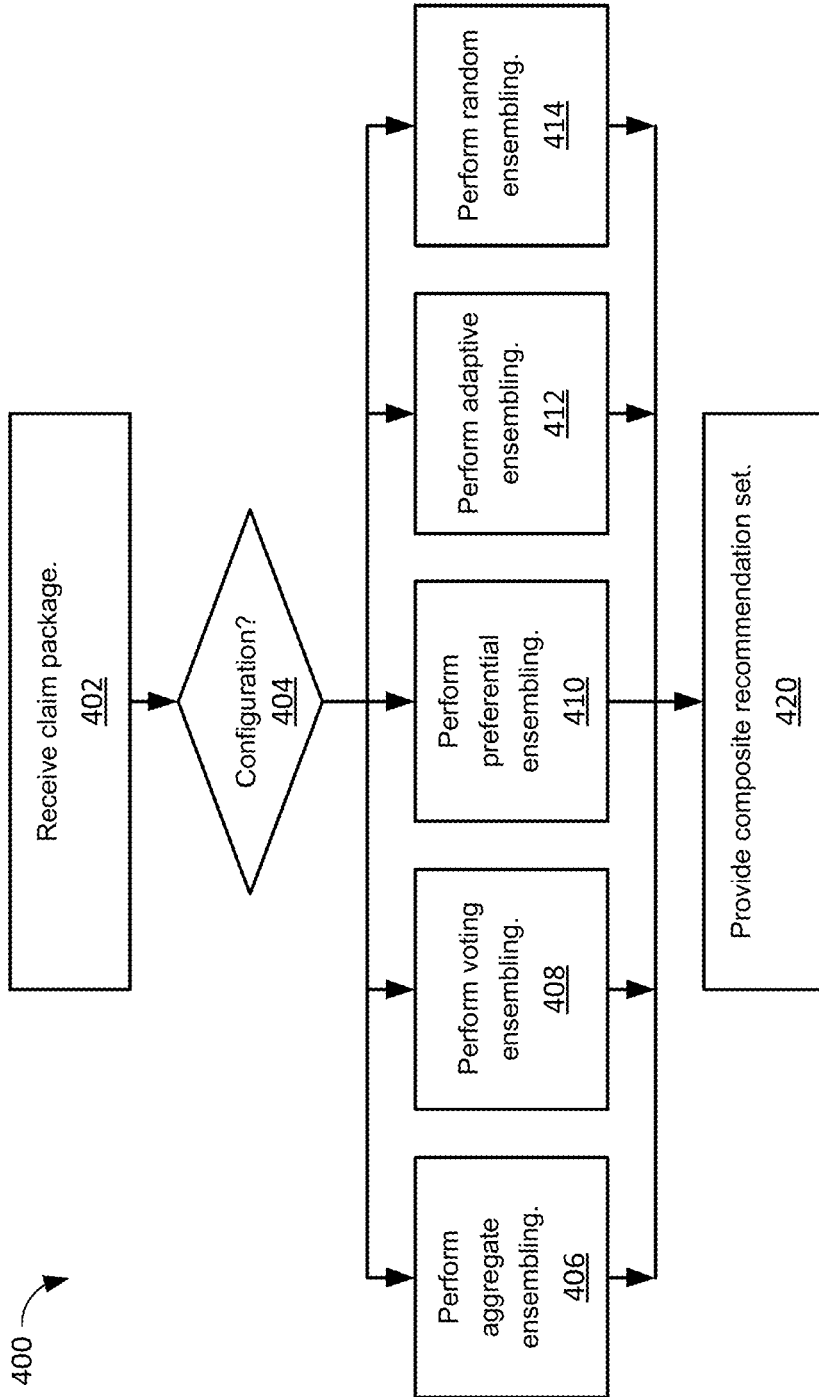 400
Receive claim package.
402
Configuration?
404
Perform
aggregate
ensembling.
406
Perform voting
ensembling.
408
Perform
preferential
ensembling.
410
Perform adaptive
ensembling.
412
Perform random
ensembling.
414
Provide composite recommendation set.
420